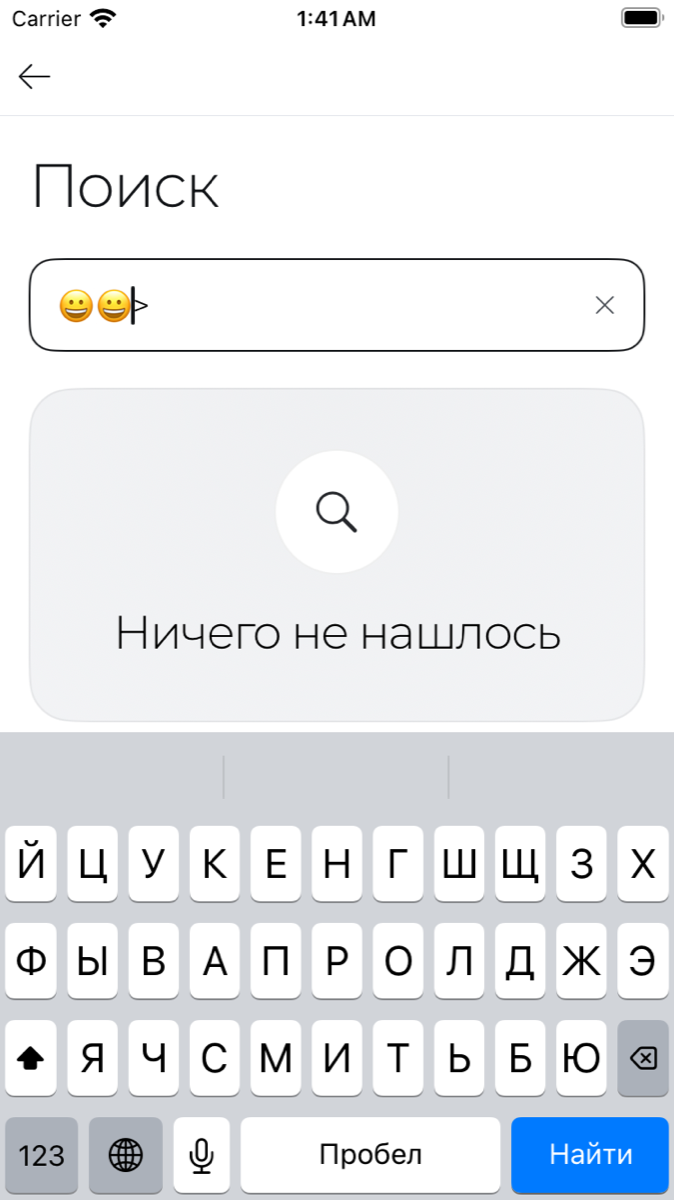 Carrier 1:41 AM
Поиск
😀😀>
Ничего не нашлось
Й Ц У К Е Н Г Ш Щ З Х
Ф Ы В А П Р О Л Д Ж Э
Я Ч С М И Т Ь Б Ю
123 Пробел Найти